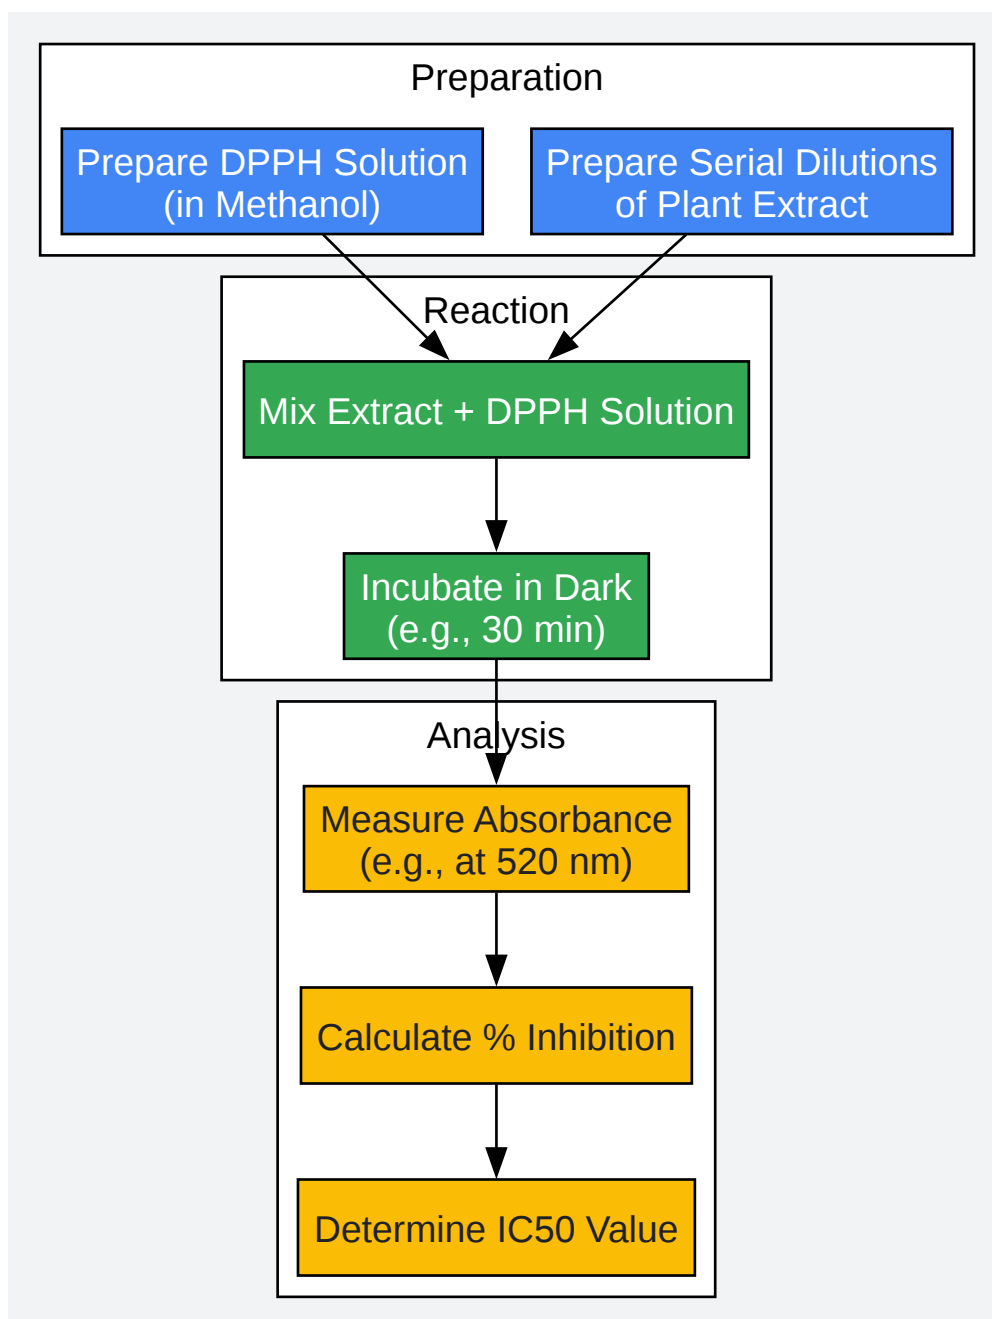 Preparation
Prepare DPPH Solution
(in Methanol)
Prepare Serial Dilutions
of Plant Extract
Reaction
Mix Extract + DPPH Solution
Incubate in Dark
(e.g., 30 min)
Analysis
Measure Absorbance
(e.g., at 520 nm)
Calculate % Inhibition
Determine IC50 Value